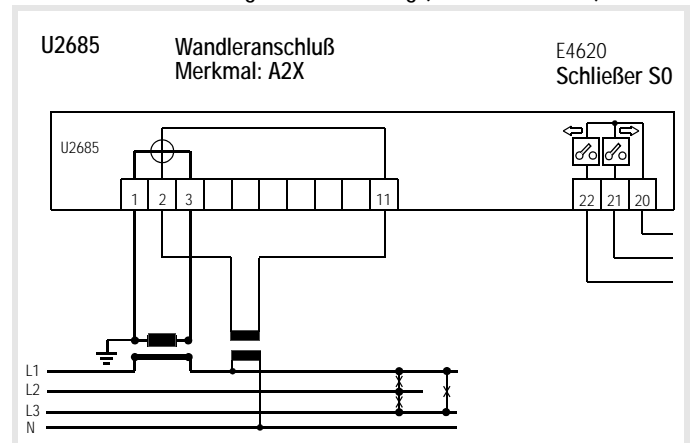 U2685 Wandleranschluß E4620
Merkmal: A2X Schließer S0
U2685
1 2 3 11 22 21 20
L1
L2
L3
N